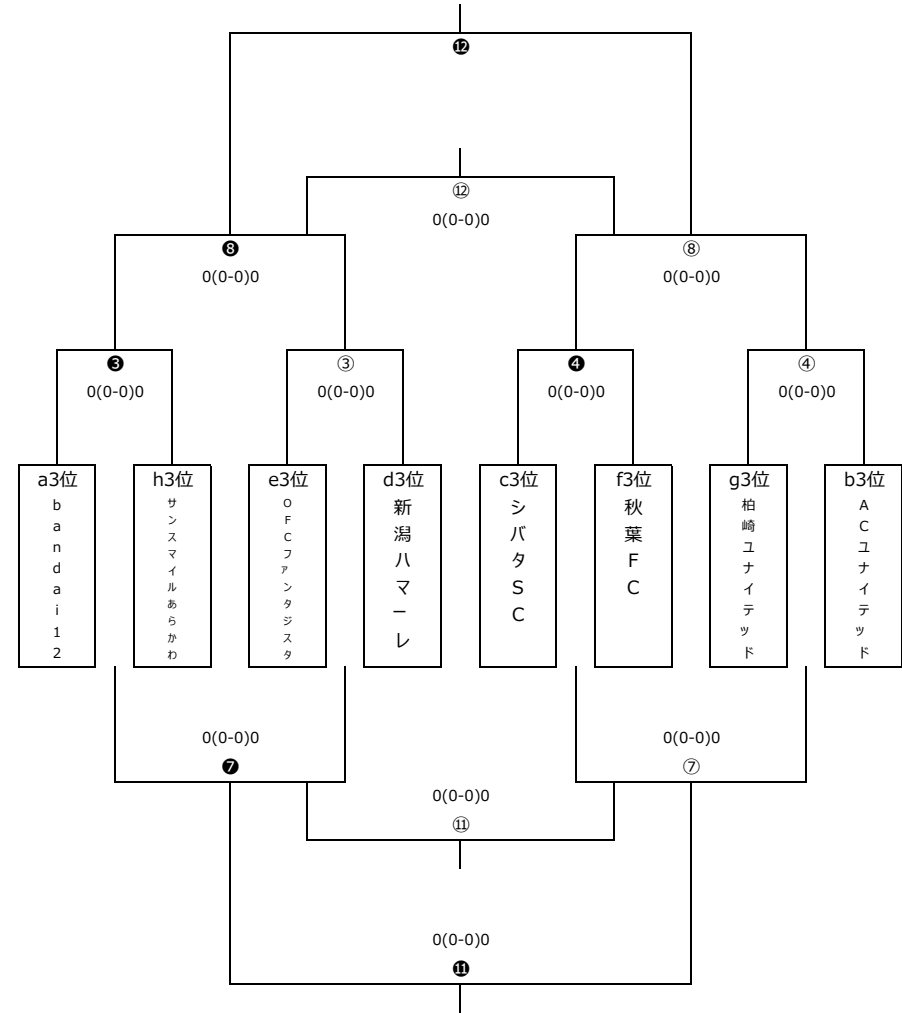 ⓬
⑫
0(0-0)0
❽ ⑧
0(0-0)0 0(0-0)0
❸ ③ ❹ ④
0(0-0)0 0(0-0)0 0(0-0)0 0(0-0)0
a3位 h3位 e3位 d3位 c3位 f3位 g3位 b3位
bandai12
サンスマイルあらかわ
OFCファンタジスタ
新潟ハマーレ
シバタSC
秋葉FC
柏崎ユナイテッド
ACユナイテッド
0(0-0)0 0(0-0)0
❼ ⑦
0(0-0)0
⑪
0(0-0)0
⓫